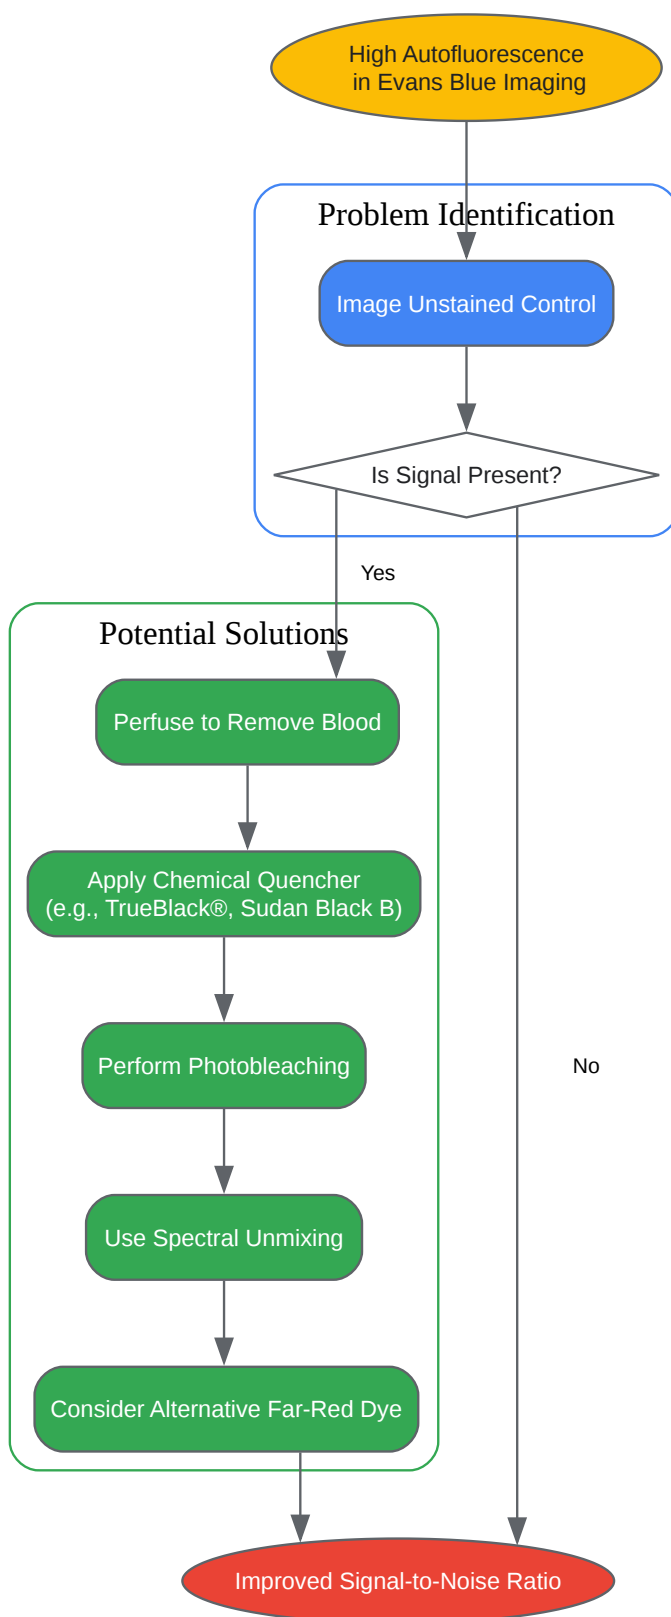 High Autofluorescence
in Evans Blue Imaging
Problem Identification
Image Unstained Control
Is Signal Present?
Yes
Potential Solutions
Perfuse to Remove Blood
Apply Chemical Quencher
(e.g., TrueBlack®, Sudan Black B)
Perform Photobleaching
No
Use Spectral Unmixing
Consider Alternative Far-Red Dye
Improved Signal-to-Noise Ratio